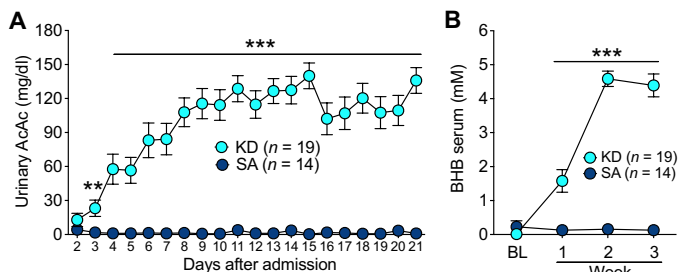 A
***
180
150
120
90
60
30
0
Urinary AcAc (mg/dl)
**
KD (n = 19)
SA (n = 14)
2 3 4 5 6 7 8 9 10 11 12 13 14 15 16 17 18 19 20 21
Days after admission
B
***
6
5
4
3
2
1
0
BHB serum (mM)
KD (n = 19)
SA (n = 14)
BL 1 2 3
Week